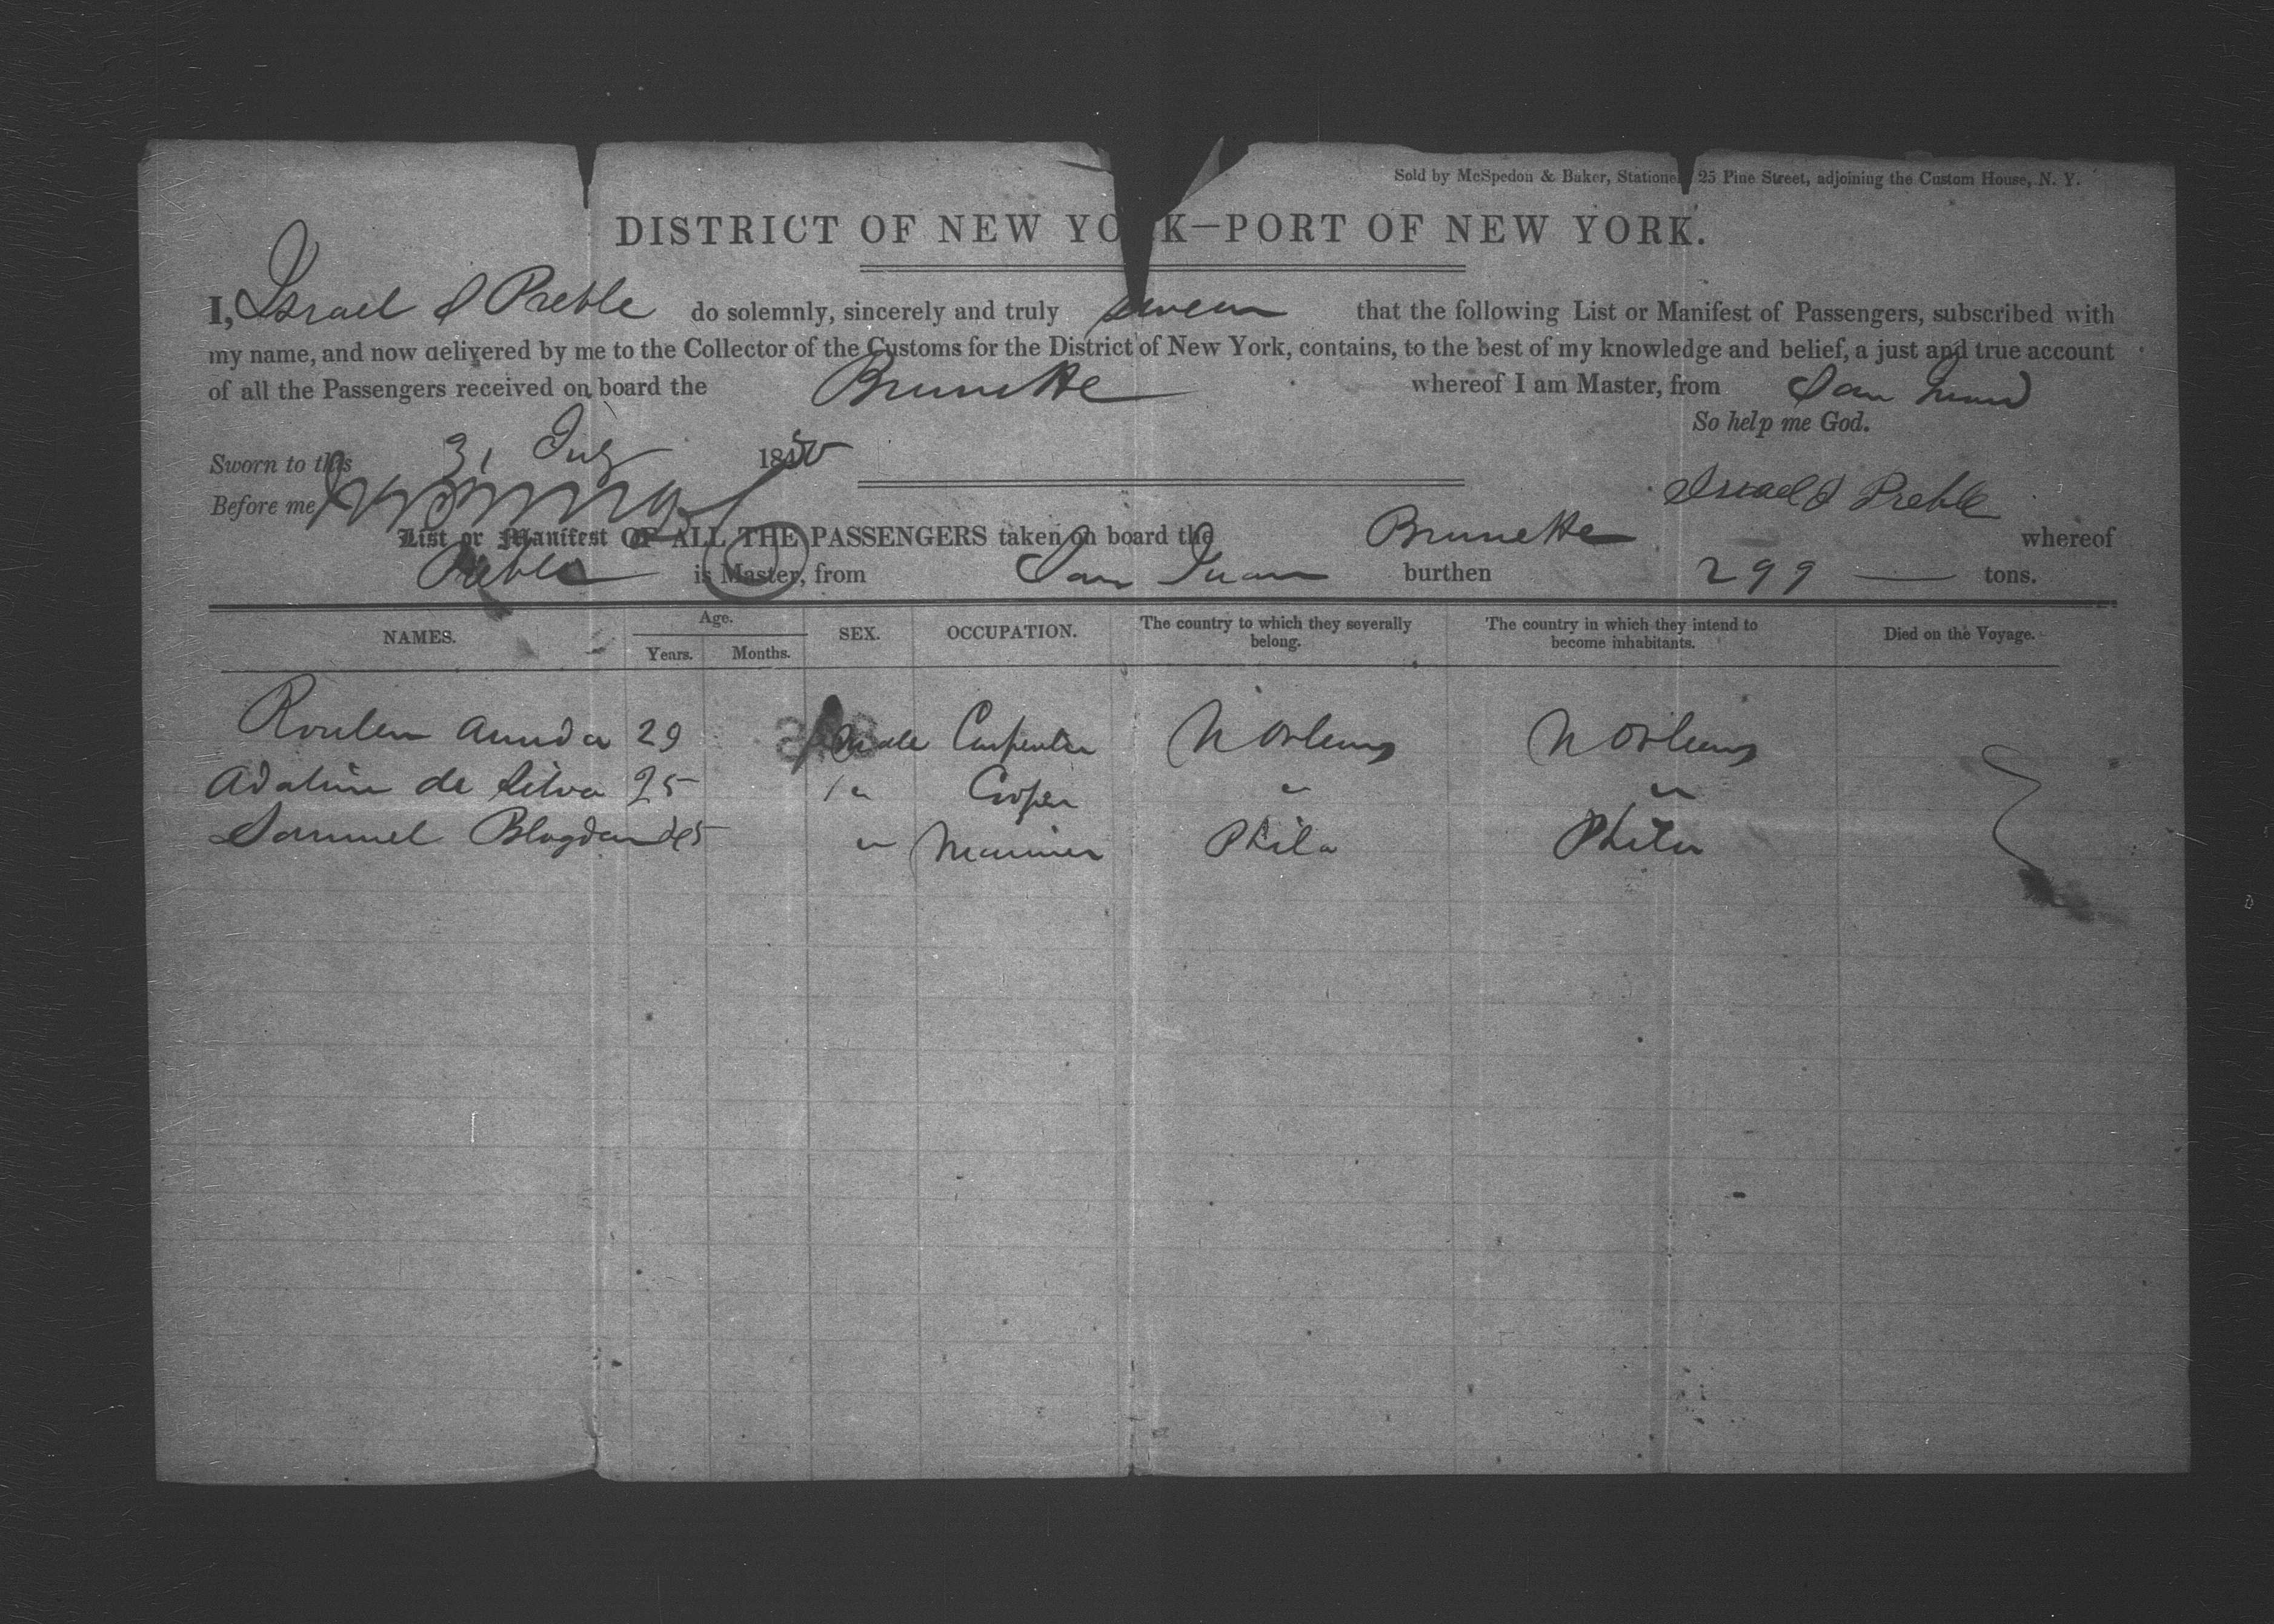 Sold by McSpedon & Baker, Stationers 25 Pine Street, adjoining the Custom House, N. Y.
DISTRICT OF NEW YORK—PORT OF NEW YORK.
I, Israel Preble do solemnly, sincerely and truly swear that the following List or Manifest of Passengers, subscribed with
my name, and now delivered by me to the Collector of the Customs for the District of New York, contains, to the best of my knowledge and belief, a just and true account
of all the Passengers received on board the Brunette whereof I am Master, from San Juan
So help me God.
Sworn to this 31 July 1850
Before me
Israel Preble
List or Manifest OF ALL THE PASSENGERS taken on board the Brunette whereof
Preble is Master, from San Juan burthen 299 — tons.
NAMES. Age. Years. Months. SEX. OCCUPATION. The country to which they severally belong. The country in which they intend to become inhabitants. Died on the Voyage.
29 Male Carpenter N Orleans N Orleans
de Silva 25 " Cooper " "
Samuel Blogdan " Mariner Phila Phila